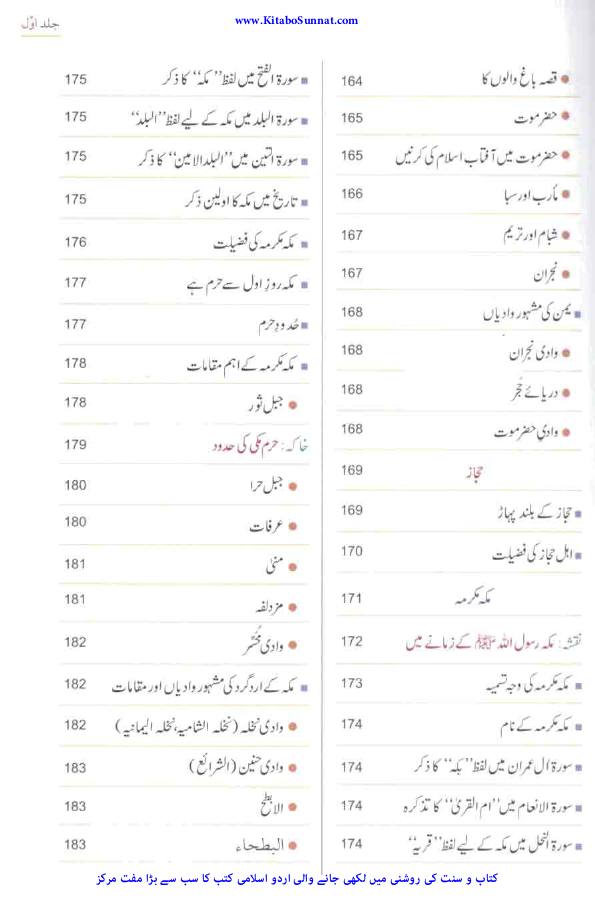 www.KitaboSunnat.com
جلد اوّل
قصہ باغ والوں کا 164
حضرموت 165
حضرموت میں آفتاب اسلام کی کرنیں 165
مأرب اور سبا 166
شبام اور تریم 167
نجران 167
یمن کی مشہور وادیاں 168
وادی نجران 168
دریائے حَجْر 168
وادیِ حضرموت 168
حجاز 169
حجاز کے بلند پہاڑ 169
اہل حجاز کی فضیلت 170
مکہ مکرمہ 171
نقشہ: مکہ رسول اللہ ﷺ کے زمانے میں 172
مکہ مکرمہ کی وجہ تسمیہ 173
مکہ مکرمہ کے نام 174
سورۃ آل عمران میں لفظ ’’بکہ‘‘ کا ذکر 174
سورۃ الانعام میں ’’ام القریٰ‘‘ کا تذکرہ 174
سورۃ النحل میں مکہ کے لیے لفظ ’’قریہ‘‘ 174
سورۃ الفتح میں لفظ ’’مکہ‘‘ کا ذکر 175
سورۃ البلد میں مکہ کے لیے لفظ ’’البلد‘‘ 175
سورۃ التین میں ’’البلد الامین‘‘ کا ذکر 175
تاریخ میں مکہ کا اولین ذکر 175
مکہ مکرمہ کی فضیلت 176
مکہ روزِ اول سے حرم ہے 177
حُدودِ حرم 177
مکہ مکرمہ کے اہم مقامات 178
جبل ثور 178
خاکہ: حرم مکی کی حدود 179
جبل حرا 180
عرفات 180
منیٰ 181
مزدلفہ 181
وادی مُحَسِّر 182
مکہ کے اردگرد کی مشہور وادیاں اور مقامات 182
وادی نخلہ (نخلہ الشامیہ، نخلہ الیمانیہ) 182
وادی حنین (الشرائع) 183
الابطح 183
البطحاء 183
کتاب و سنت کی روشنی میں لکھی جانے والی اردو اسلامی کتب کا سب سے بڑا مفت مرکز